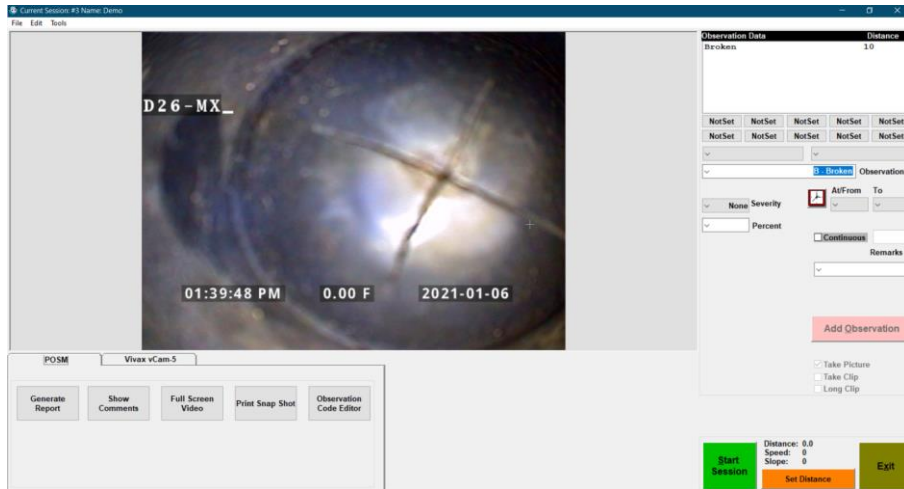 Current Session: #3 Name: Demo
File Edit Tools
D26-MX_
01:39:48 PM 0.00 F 2021-01-06
Observation Data Distance
Broken 10
NotSet NotSet NotSet NotSet NotSet
NotSet NotSet NotSet NotSet NotSet
B - Broken Observation
At/From To
None Severity
Percent
Continuous
Remarks
Add Observation
Take Picture
Take Clip
Long Clip
POSM Vivax vCam-5
Generate Report
Show Comments
Full Screen Video
Print Snap Shot
Observation Code Editor
Start Session
Distance: 0.0
Speed: 0
Slope: 0
Set Distance
Exit